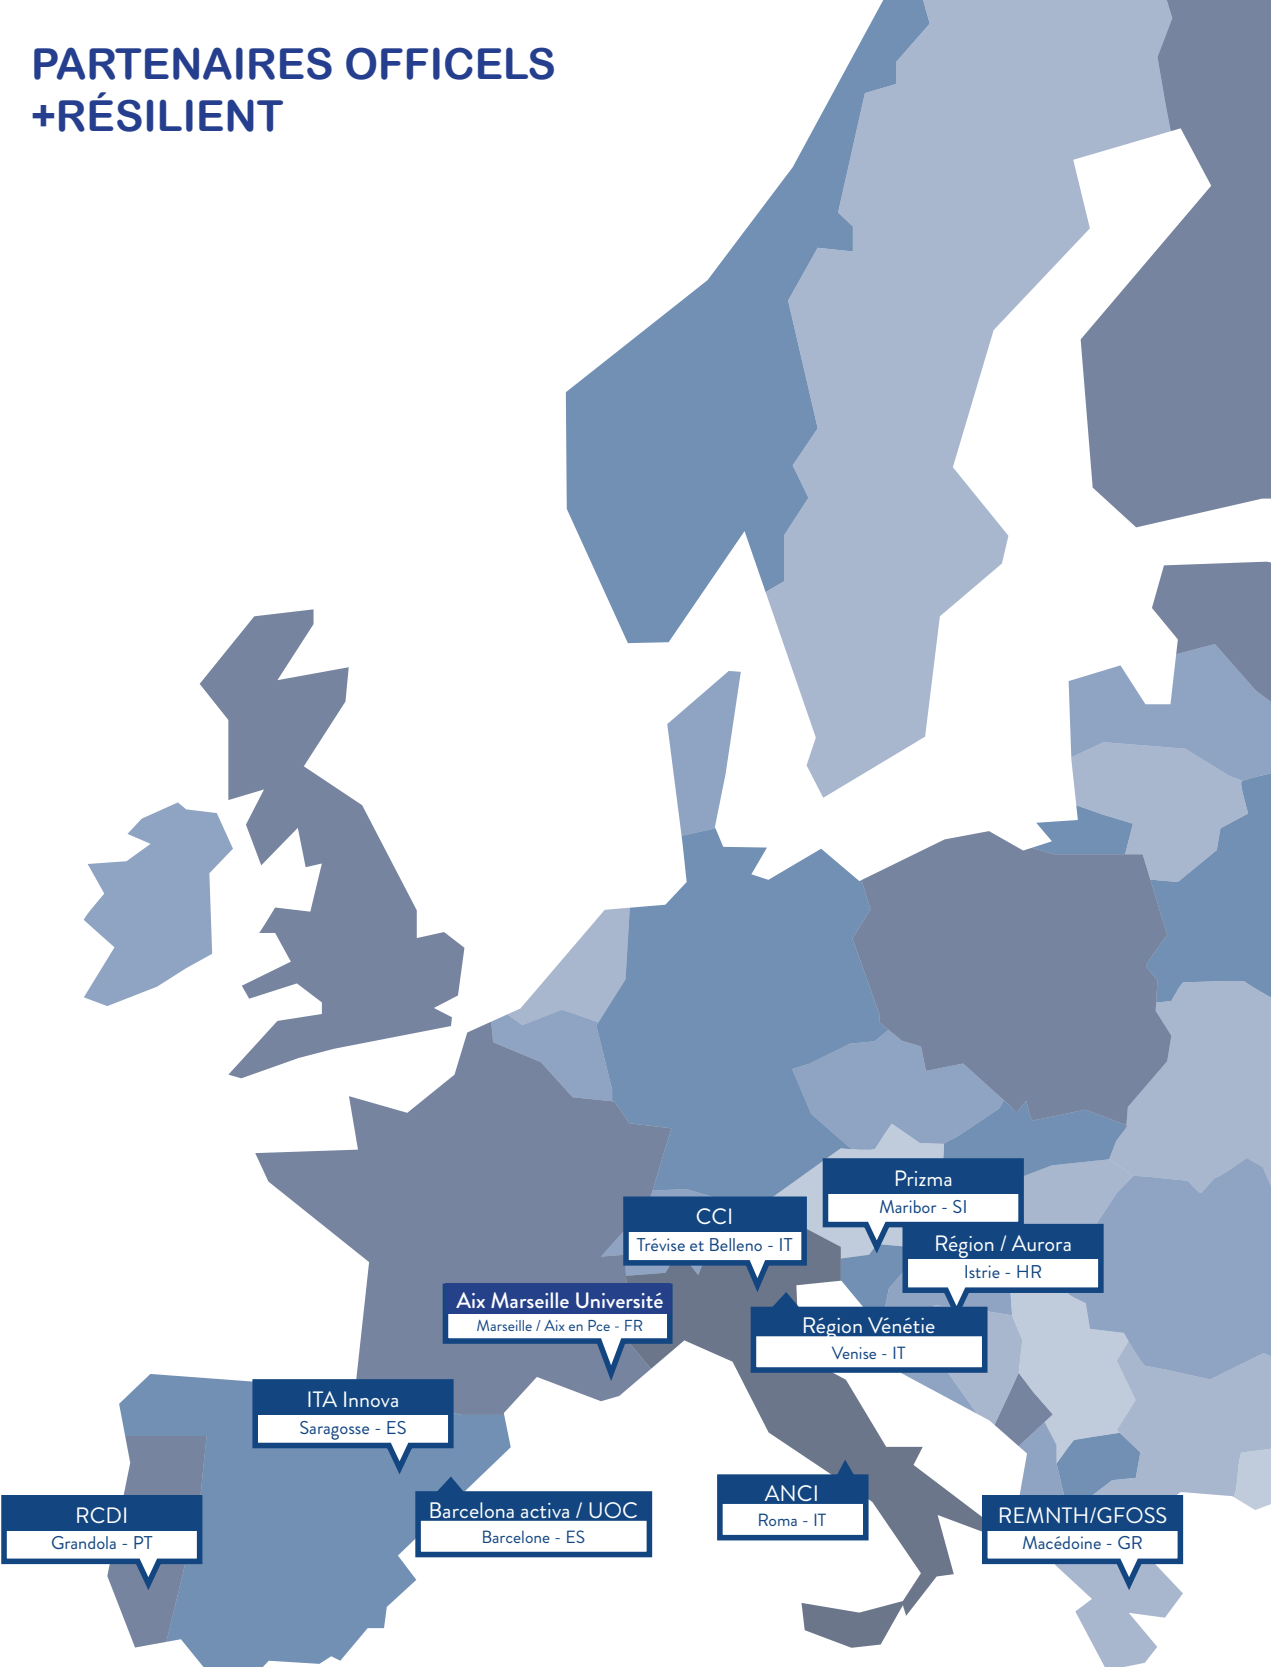 PARTENAIRES OFFICELS
+RÉSILIENT
Prizma
Maribor - SI
CCI
Trévise et Belleno - IT
Région / Aurora
Istrie - HR
Aix Marseille Université
Marseille / Aix en Pce - FR
Région Vénétie
Venise - IT
ITA Innova
Saragosse - ES
RCDI
Grandola - PT
Barcelona activa / UOC
Barcelone - ES
ANCI
Roma - IT
REMNTH/GFOSS
Macédoine - GR